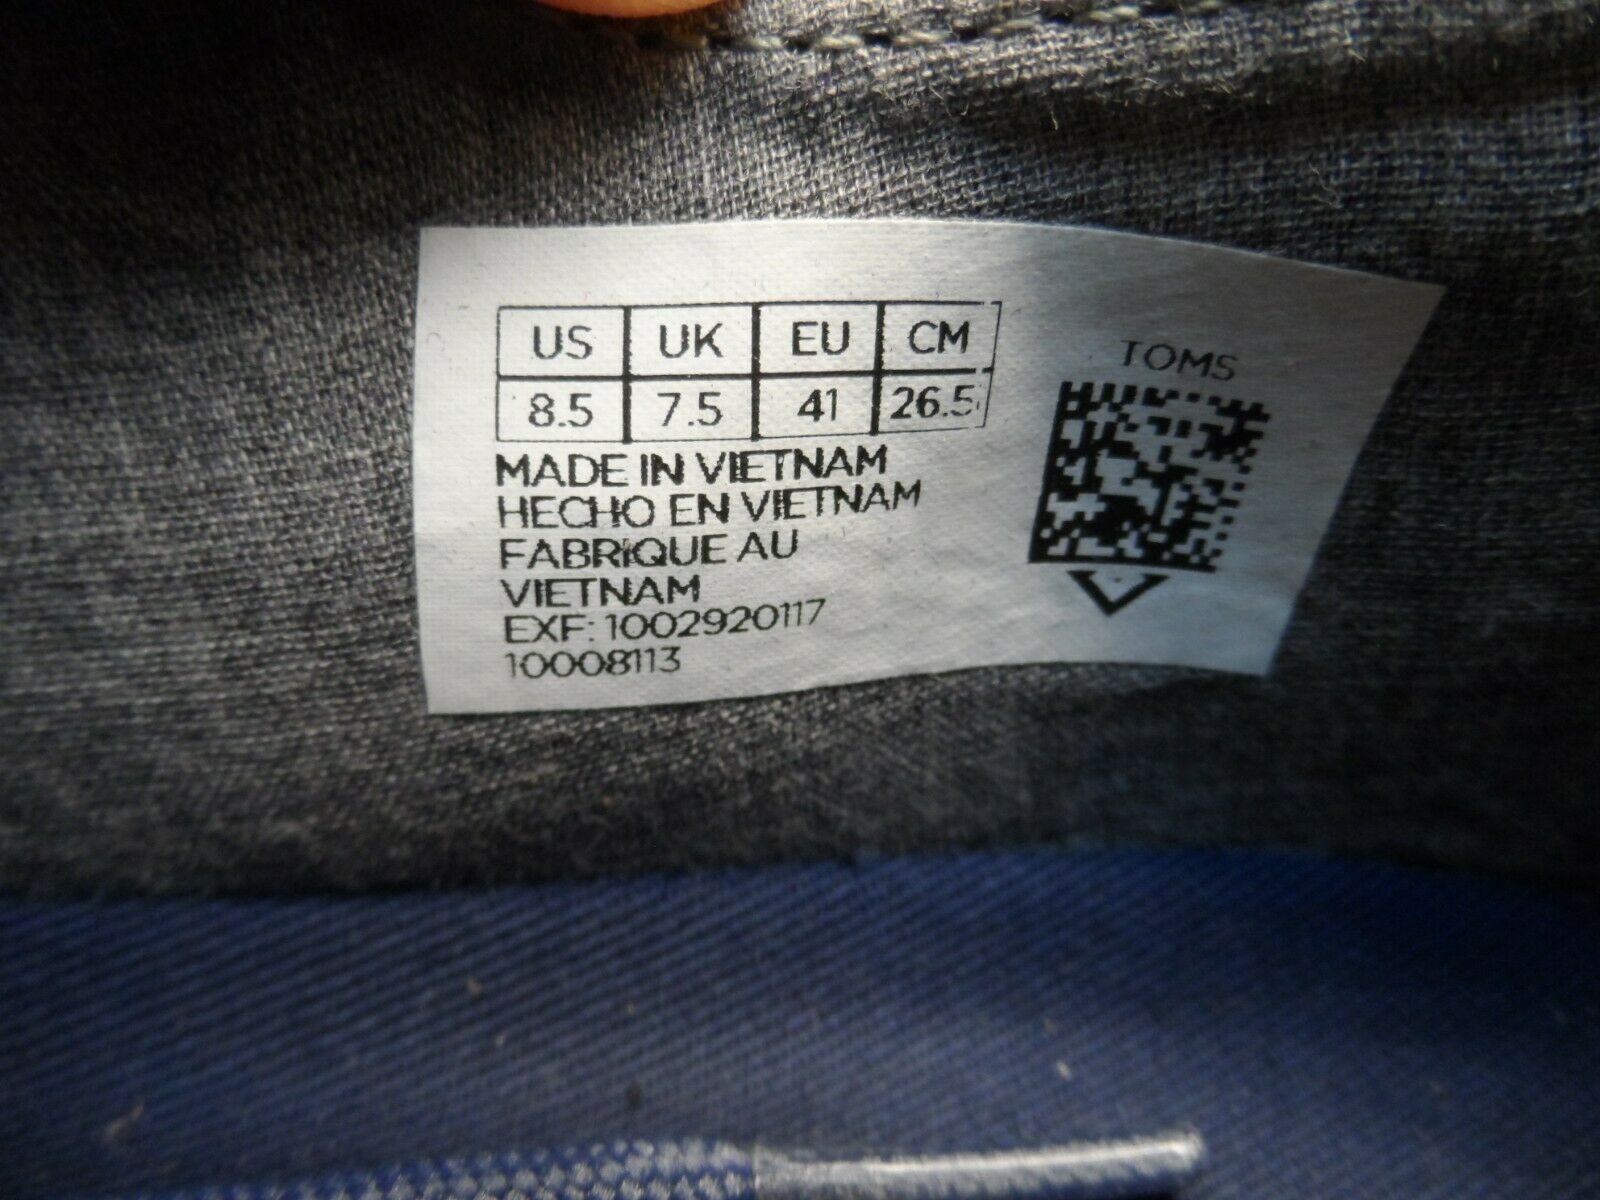 US UK EU CM
8.5 7.5 41 26.5
MADE IN VIETNAM
HECHO EN VIETNAM
FABRIQUE AU
VIETNAM
EXF: 1002920117
10008113
TOMS